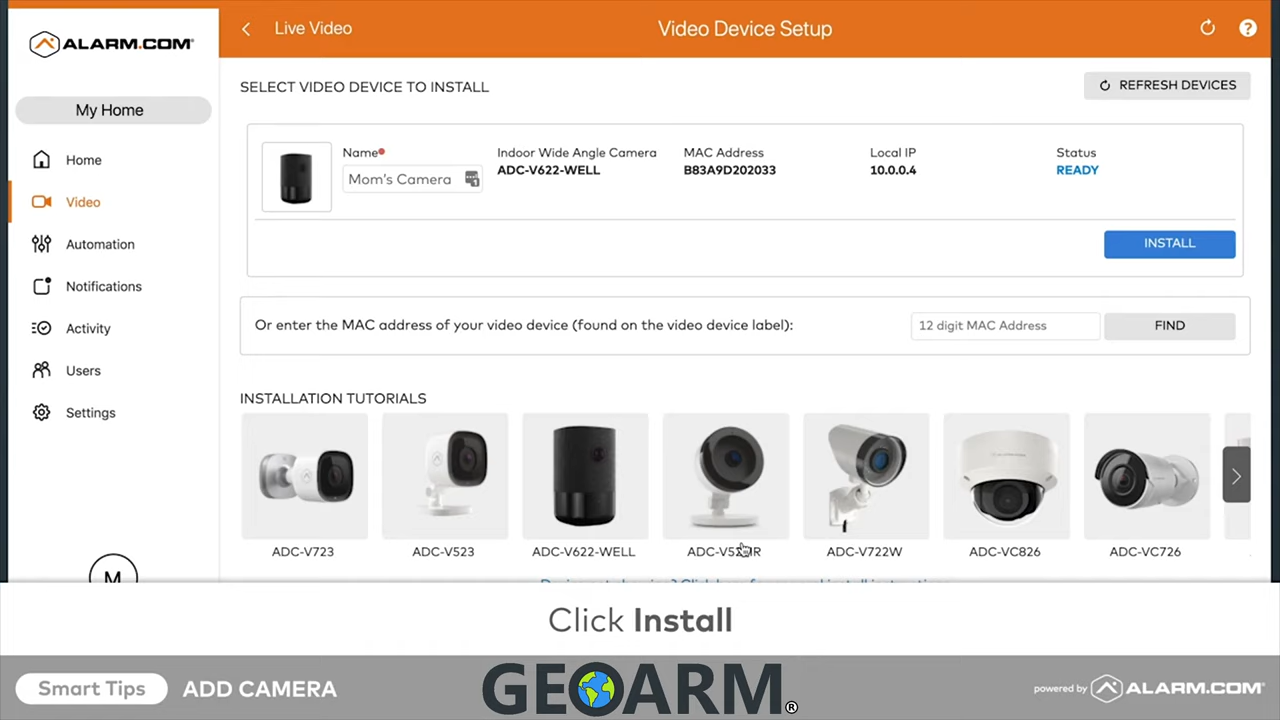 ALARM.COM
Live Video
Video Device Setup
?
My Home
Home
Video
Automation
Notifications
Activity
Users
Settings
M
SELECT VIDEO DEVICE TO INSTALL
REFRESH DEVICES
Name
Mom's Camera
Indoor Wide Angle Camera
ADC-V622-WELL
MAC Address
B83A9D202033
Local IP
10.0.0.4
Status
READY
INSTALL
Or enter the MAC address of your video device (found on the video device label):
12 digit MAC Address
FIND
INSTALLATION TUTORIALS
ADC-V723
ADC-V523
ADC-V622-WELL
ADC-VC826
ADC-V722W
ADC-VC726
Click Install
Smart Tips
ADD CAMERA
GEOARM®
powered by ALARM.COM